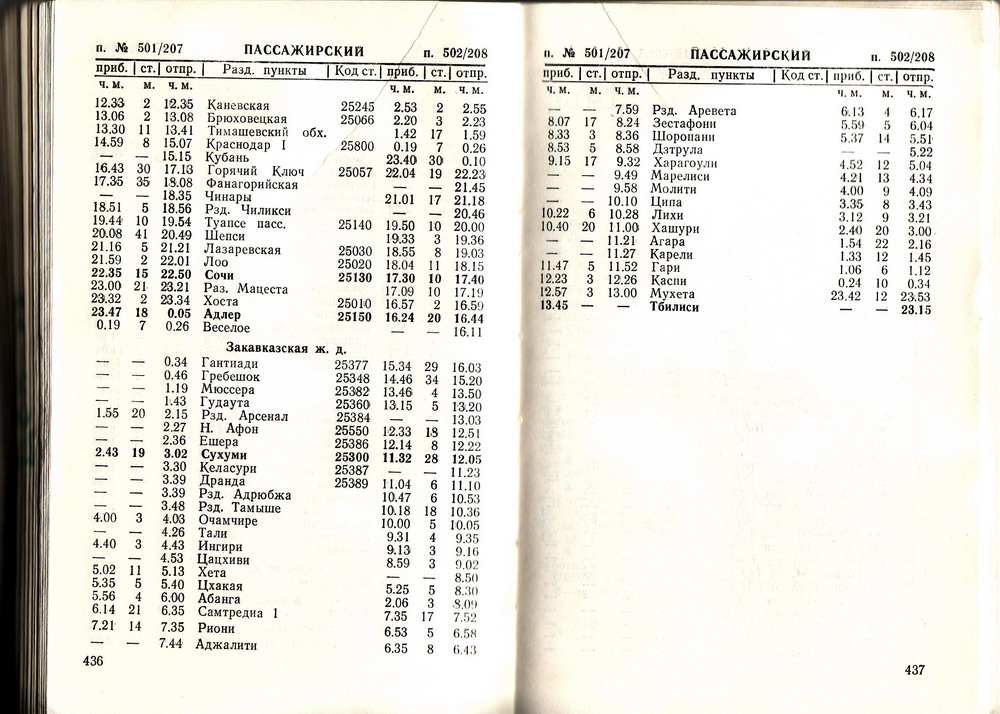 п. № 501/207 ПАССАЖИРСКИЙ п. 502/208
приб. | ст. | отпр. | Разд. пункты | Код ст. | приб. | ст. | отпр.
ч. м. м. ч. м. ч. м. м. ч. м.
12.33 2 12.35 Каневская 25245 2.53 2 2.55
13.06 2 13.08 Брюховецкая 25066 2.20 3 2.23
13.30 11 13.41 Тимашевский обх. 1.42 17 1.59
14.59 8 15.07 Краснодар I 25800 0.19 7 0.26
— — 15.15 Кубань 23.40 30 0.10
16.43 30 17.13 Горячий Ключ 25057 22.04 19 22.23
17.35 35 18.08 Фанагорийская — — 21.45
— — 18.35 Чинары 21.01 17 21.18
18.51 5 18.56 Рзд. Чиликси — — 20.46
19.44 10 19.54 Туапсе пасс. 25140 19.50 10 20.00
20.08 41 20.49 Шепси 19.33 3 19.36
21.16 5 21.21 Лазаревская 25030 18.55 8 19.03
21.59 2 22.01 Лоо 25020 18.04 11 18.15
22.35 15 22.50 Сочи 25130 17.30 10 17.40
23.00 21 23.21 Раз. Мацеста 17.09 10 17.19
23.32 2 23.34 Хоста 25010 16.57 2 16.59
23.47 18 0.05 Адлер 25150 16.24 20 16.44
0.19 7 0.26 Веселое — — 16.11
Закавказская ж. д.
— — 0.34 Гантиади 25377 15.34 29 16.03
— — 0.46 Гребешок 25348 14.46 34 15.20
— — 1.19 Мюссера 25382 13.46 4 13.50
— — 1.43 Гудаута 25360 13.15 5 13.20
1.55 20 2.15 Рзд. Арсенал 25384 — — 13.03
— — 2.27 Н. Афон 25550 12.33 18 12.51
— — 2.36 Ешера 25386 12.14 8 12.22
2.43 19 3.02 Сухуми 25300 11.32 28 12.05
— — 3.30 Келасури 25387 — — 11.23
— — 3.39 Дранда 25389 11.04 6 11.10
— — 3.39 Рзд. Адрюбжа 10.47 6 10.53
— — 3.48 Рзд. Тамыше 10.18 18 10.36
4.00 3 4.03 Очамчире 10.00 5 10.05
— — 4.26 Тали 9.31 4 9.35
4.40 3 4.43 Ингири 9.13 3 9.16
— — 4.53 Цацхиви 8.59 3 9.02
5.02 11 5.13 Хета — — 8.50
5.35 5 5.40 Цхакая 5.25 5 8.30
5.56 4 6.00 Абанга 2.06 3 8.09
6.14 21 6.35 Самтредиа 1 7.35 17 7.52
7.21 14 7.35 Риони 6.53 5 6.58
— — 7.44 Аджалити 6.35 8 6.43
436
п. № 501/207 ПАССАЖИРСКИЙ п. 502/208
приб. | ст. | отпр. | Разд. пункты | Код ст. | приб. | ст. | отпр.
ч. м. м. ч. м. ч. м. м. ч. м.
— — 7.59 Рзд. Аревета 6.13 4 6.17
8.07 17 8.24 Зестафони 5.59 5 6.04
8.33 3 8.36 Шоропани 5.37 14 5.51
8.53 5 8.58 Дзтрула — — 5.22
9.15 17 9.32 Харагоули 4.52 12 5.04
— — 9.49 Марелиси 4.21 13 4.34
— — 9.58 Молити 4.00 9 4.09
— — 10.10 Ципа 3.35 8 3.43
10.22 6 10.28 Лихи 3.12 9 3.21
10.40 20 11.00 Хашури 2.40 20 3.00
— — 11.21 Агара 1.54 22 2.16
— — 11.27 Карели 1.33 12 1.45
11.47 5 11.52 Гари 1.06 6 1.12
12.23 3 12.26 Каспи 0.24 10 0.34
12.57 3 13.00 Мухета 23.42 12 23.53
13.45 — — Тбилиси — — 23.15
437